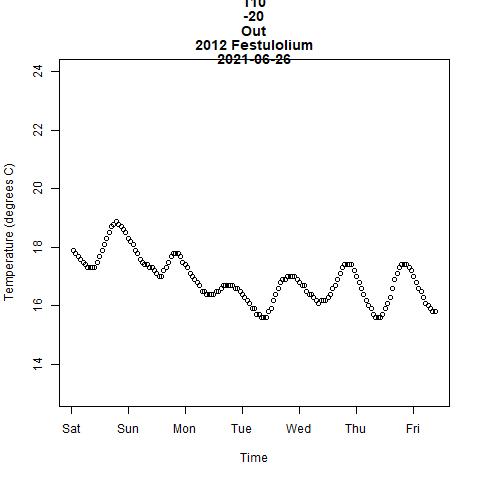 110
-20
Out
2012 Festulolium
2021-06-26
Temperature (degrees C)
24
22
20
18
16
14
Sat Sun Mon Tue Wed Thu Fri
Time